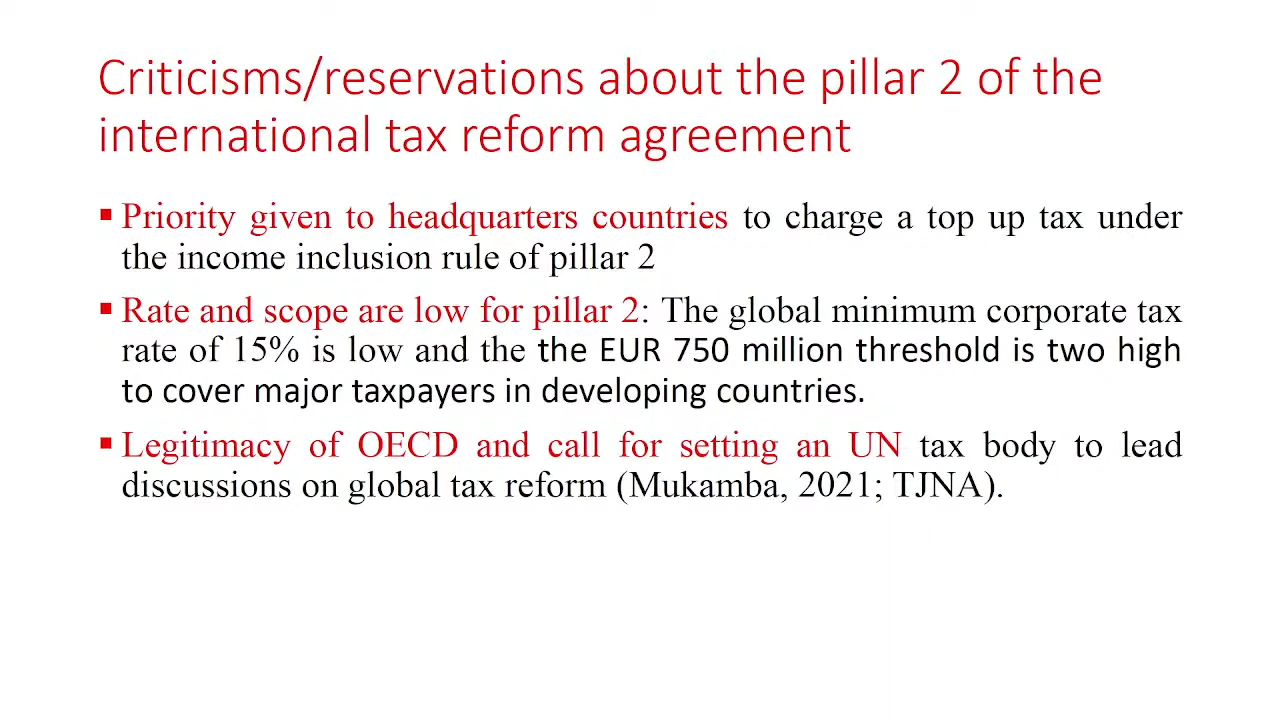 Criticisms/reservations about the pillar 2 of the
international tax reform agreement
▪ Priority given to headquarters countries to charge a top up tax under
the income inclusion rule of pillar 2
▪ Rate and scope are low for pillar 2: The global minimum corporate tax
rate of 15% is low and the the EUR 750 million threshold is two high
to cover major taxpayers in developing countries.
▪ Legitimacy of OECD and call for setting an UN tax body to lead
discussions on global tax reform (Mukamba, 2021; TJNA).